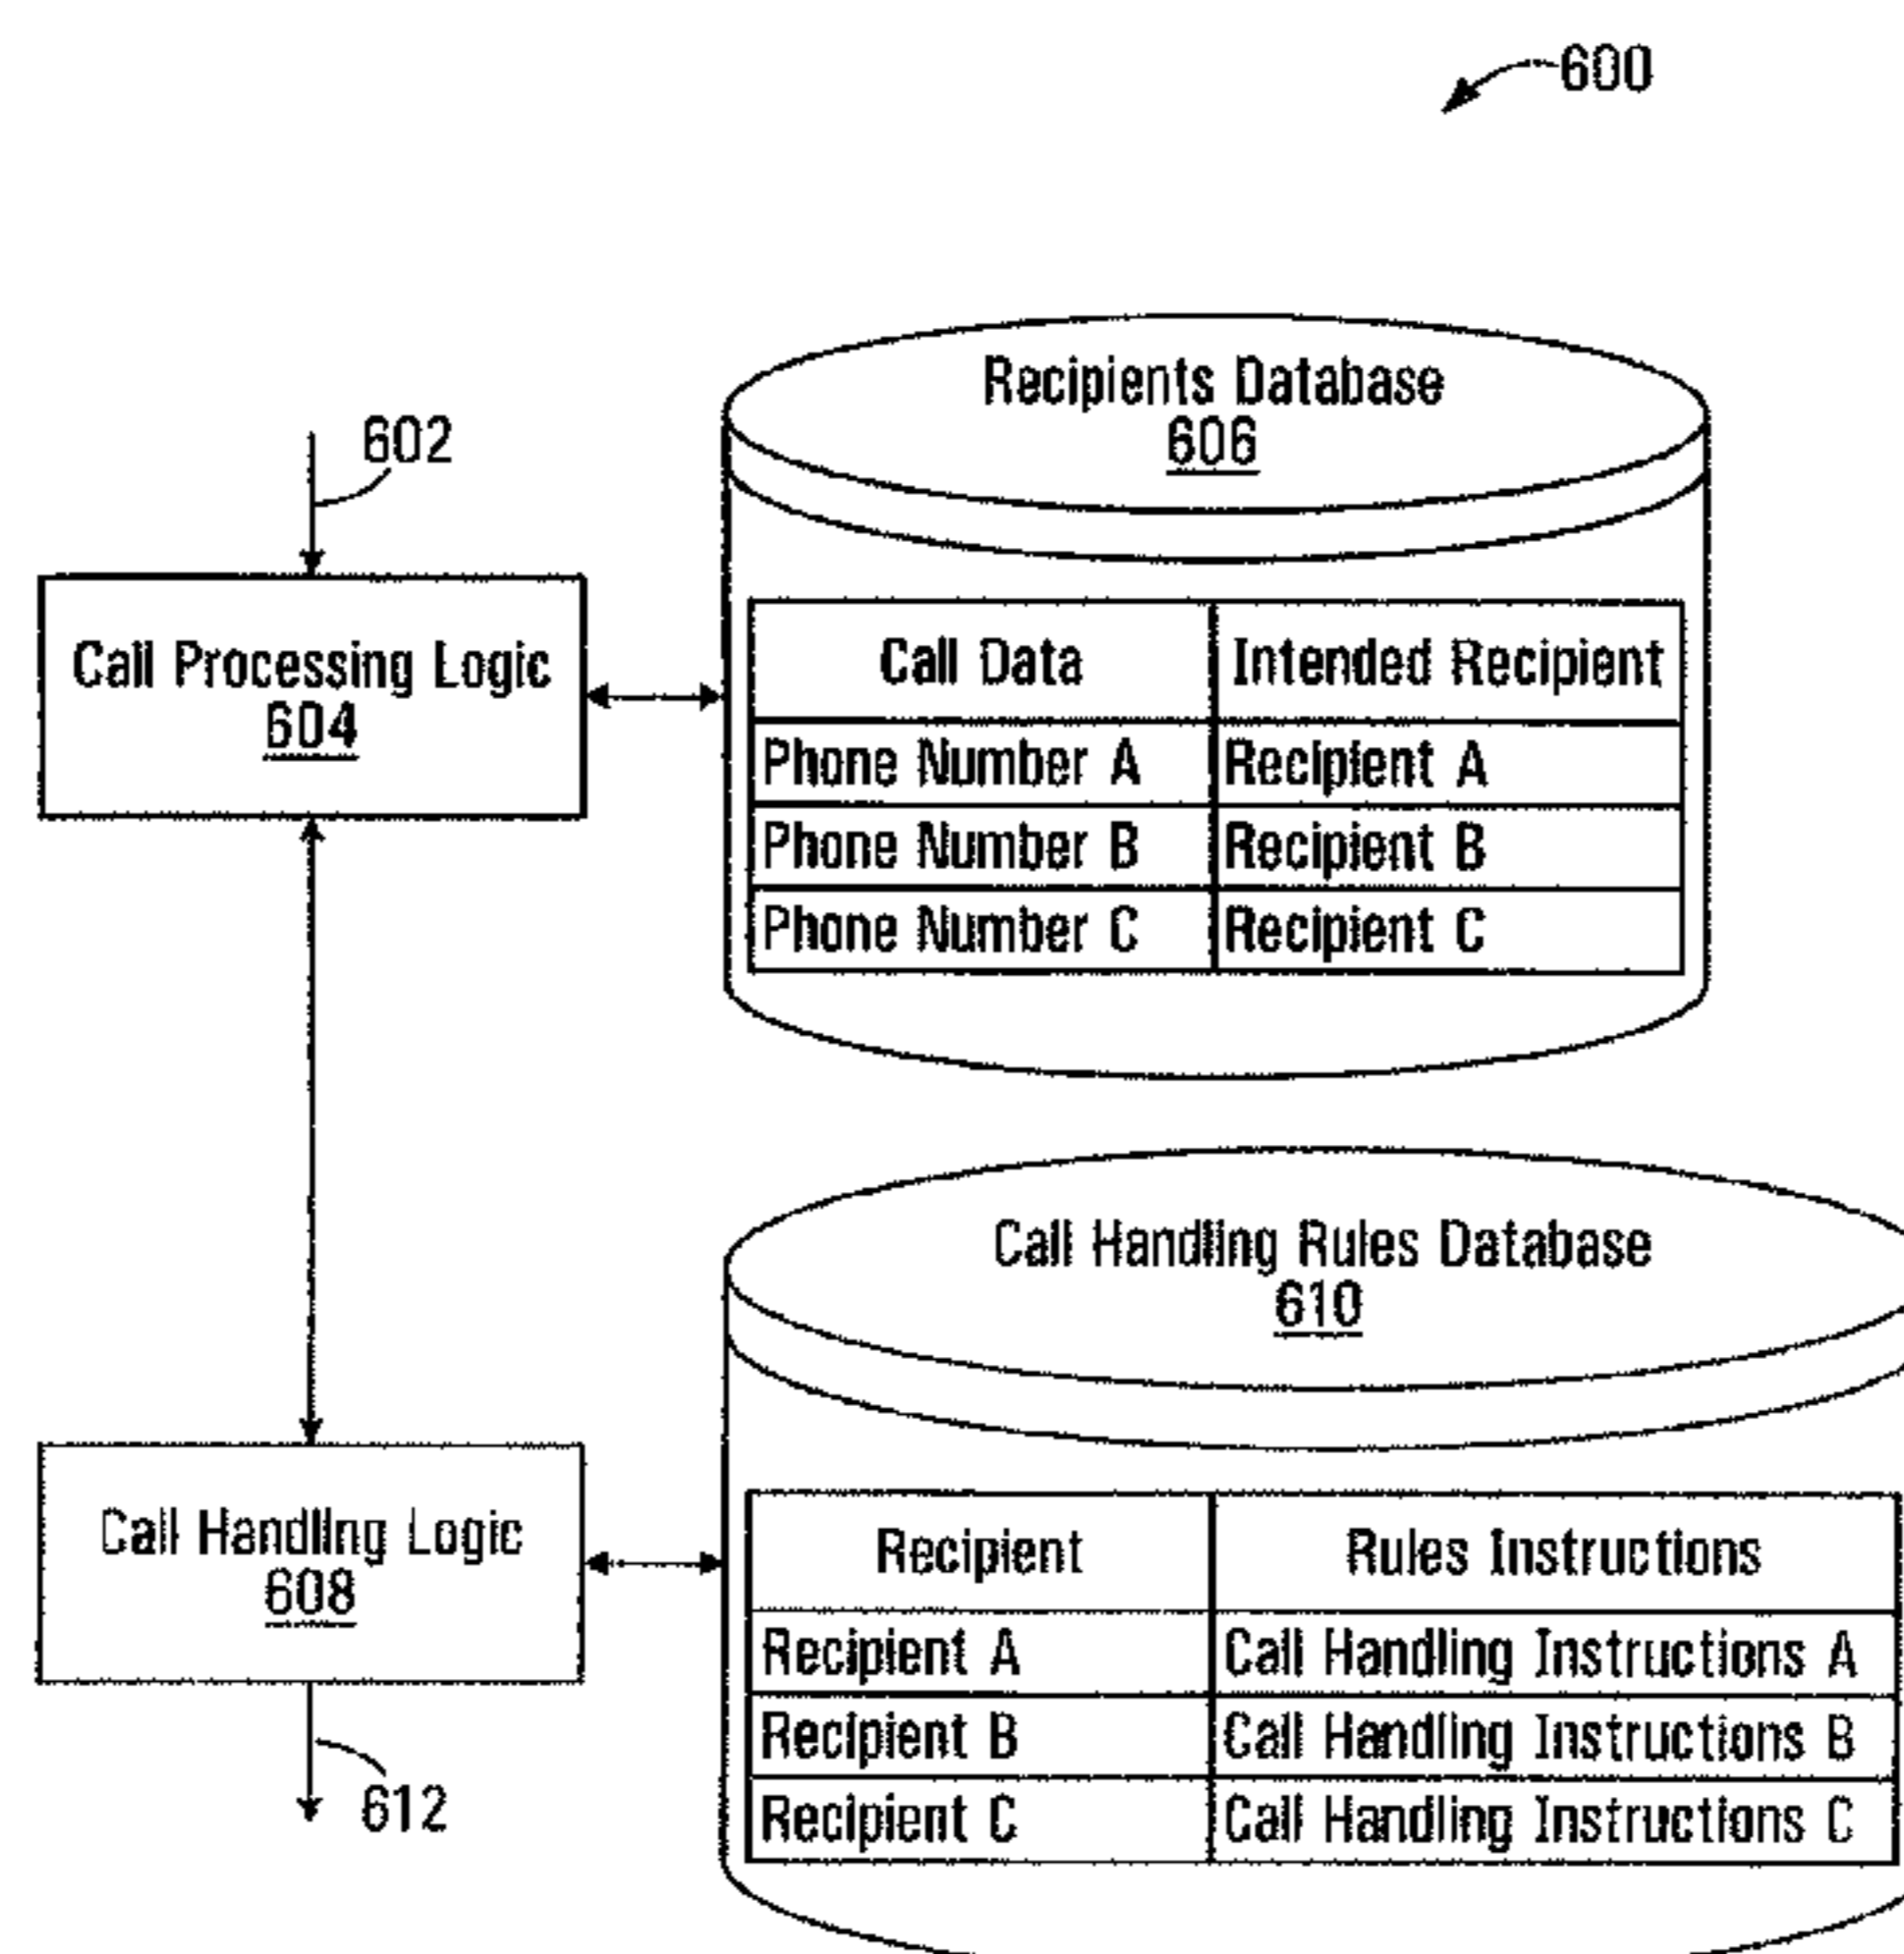 600
Recipients Database
606
602
Call Processing Logic
604
Call Data Intended Recipient
Phone Number A Recipient A
Phone Number B Recipient B
Phone Number C Recipient C
Call Handling Rules Database
610
Call Handling Logic
608
Recipient Rules Instructions
Recipient A Call Handling Instructions A
Recipient B Call Handling Instructions B
Recipient C Call Handling Instructions C
612